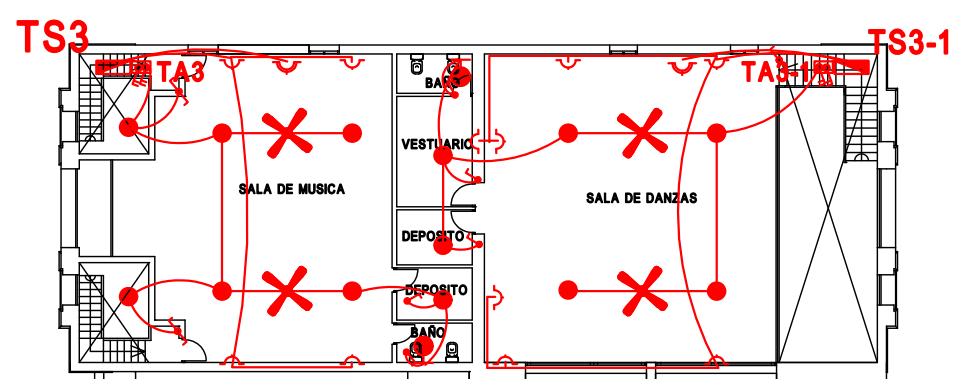 TS3
TS3-1
TA3
TA3-1
BAÑO
VESTUARIO
SALA DE MUSICA
SALA DE DANZAS
DEPOSITO
DEPOSITO
BAÑO